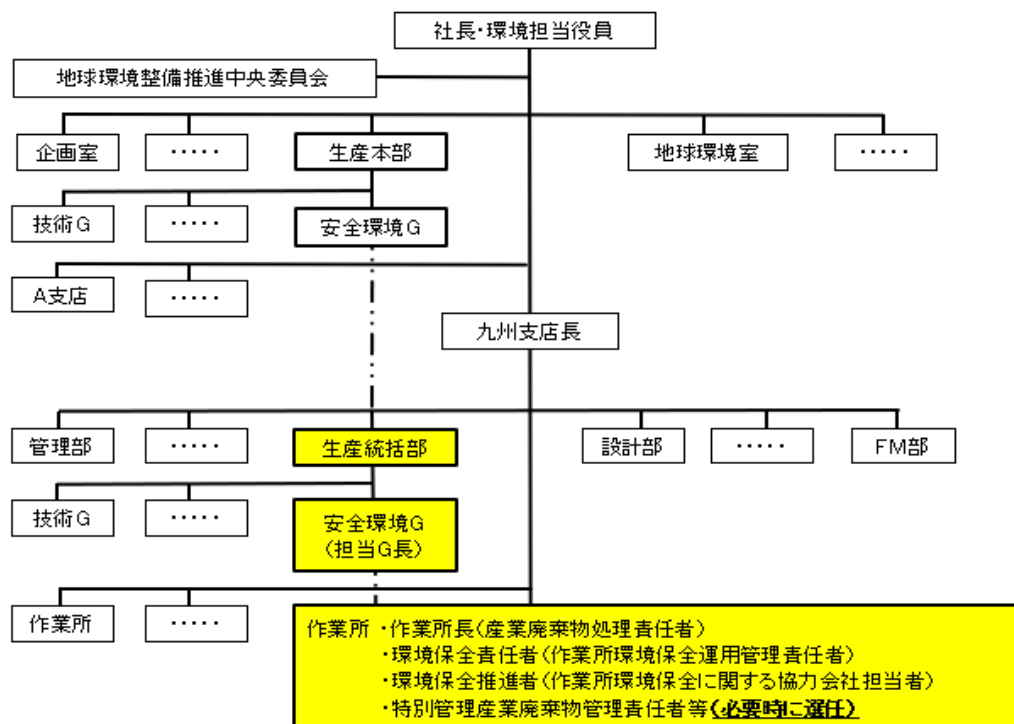 社長・環境担当役員
地球環境整備推進中央委員会
企画室
・・・・・
生産本部
地球環境室
・・・・・
技術G
・・・・・
安全環境G
A支店
・・・・・
九州支店長
管理部
・・・・・
生産統括部
設計部
・・・・・
FM部
技術G
・・・・・
安全環境G
(担当G長)
作業所
・・・・・
作業所 ・作業所長(産業廃棄物処理責任者)
・環境保全責任者(作業所環境保全運用管理責任者)
・環境保全推進者(作業所環境保全に関する協力会社担当者)
・特別管理産業廃棄物管理責任者等(必要時に選任)